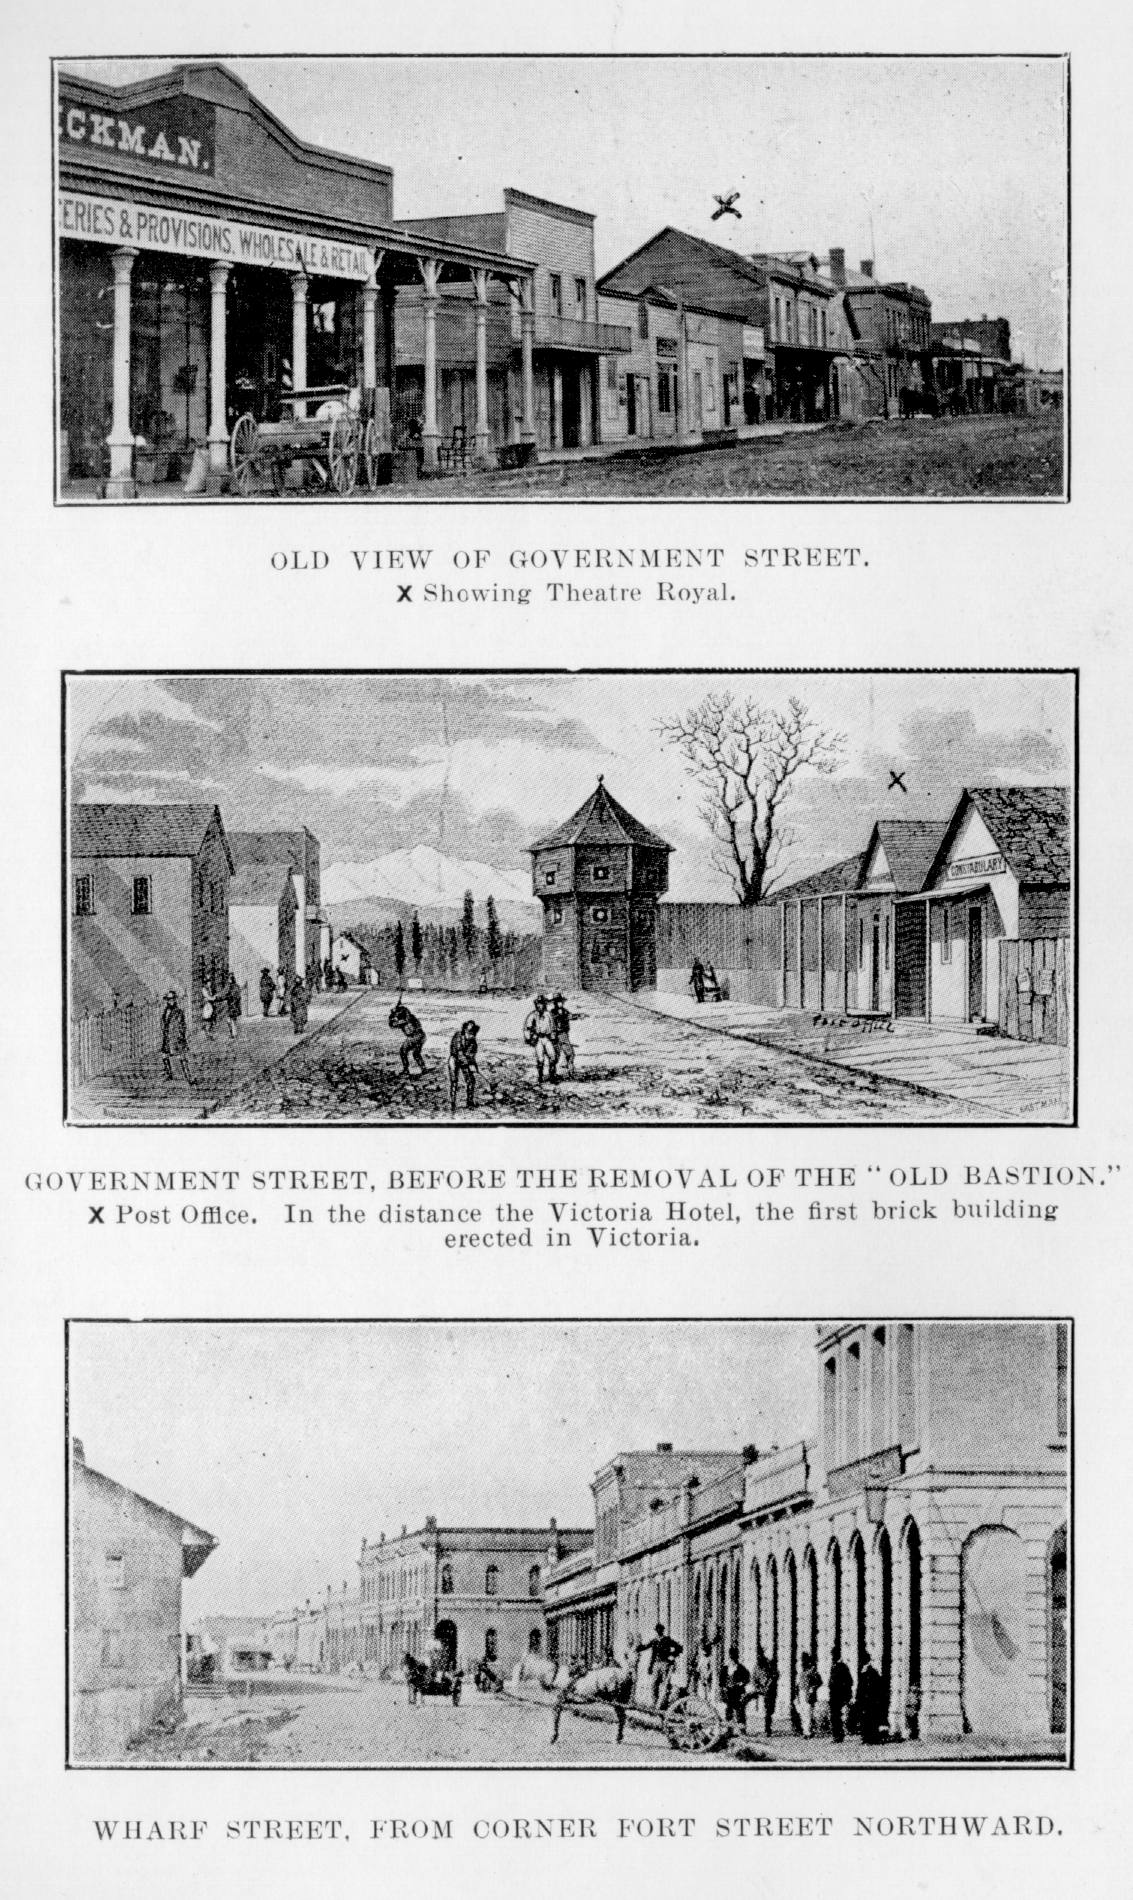 CKMAN.
ERIES & PROVISIONS. WHOLESALE & RETAIL
X
OLD VIEW OF GOVERNMENT STREET.
X Showing Theatre Royal.
X
CONSTABULARY
Post Office
EASTMAN
GOVERNMENT STREET, BEFORE THE REMOVAL OF THE "OLD BASTION."
X Post Office. In the distance the Victoria Hotel, the first brick building
erected in Victoria.
WHARF STREET, FROM CORNER FORT STREET NORTHWARD.